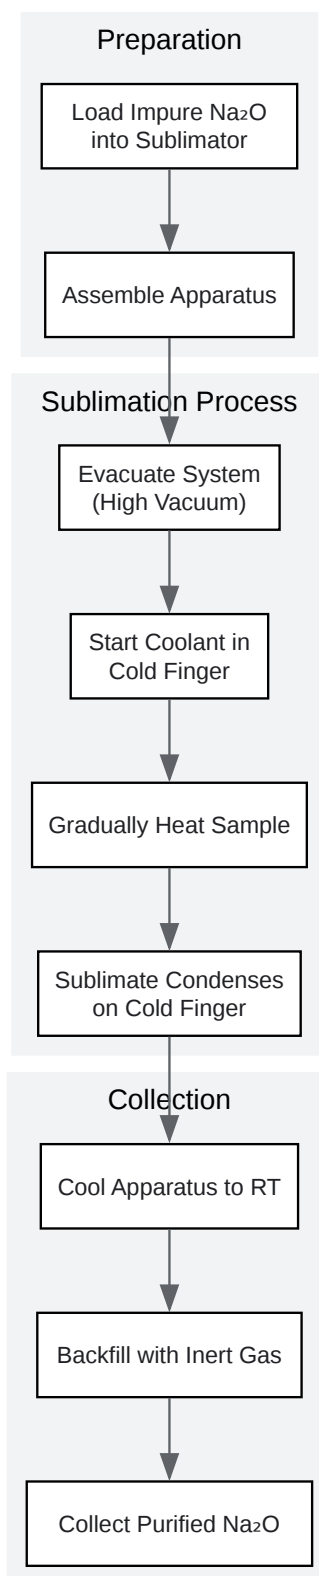 Preparation
Load Impure Na₂O
into Sublimator
Assemble Apparatus
Sublimation Process
Evacuate System
(High Vacuum)
Start Coolant in
Cold Finger
Gradually Heat Sample
Sublimate Condenses
on Cold Finger
Collection
Cool Apparatus to RT
Backfill with Inert Gas
Collect Purified Na₂O